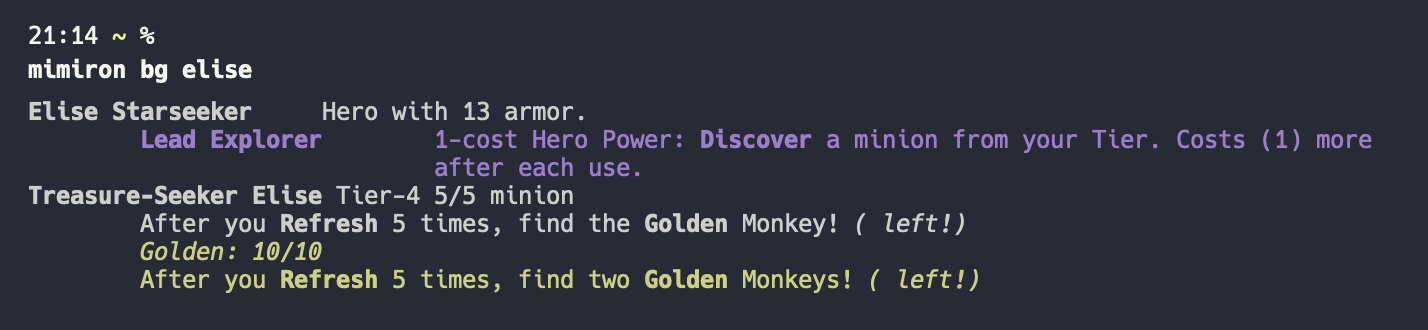 21:14 ~ %
mimiron bg elise
Elise Starseeker Hero with 13 armor.
Lead Explorer 1-cost Hero Power: Discover a minion from your Tier. Costs (1) more
after each use.
Treasure-Seeker Elise Tier-4 5/5 minion
After you Refresh 5 times, find the Golden Monkey! ( left!)
Golden: 10/10
After you Refresh 5 times, find two Golden Monkeys! ( left!)